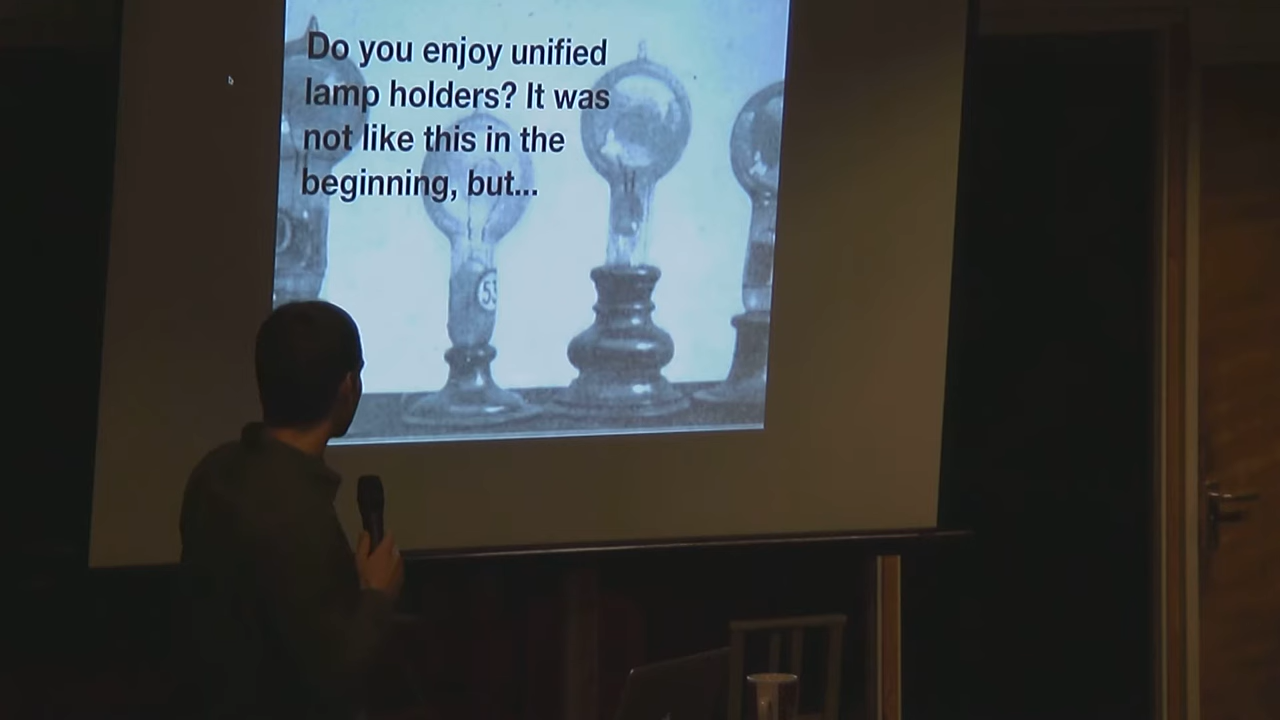 Do you enjoy unified
lamp holders? It was
not like this in the
beginning, but...
53